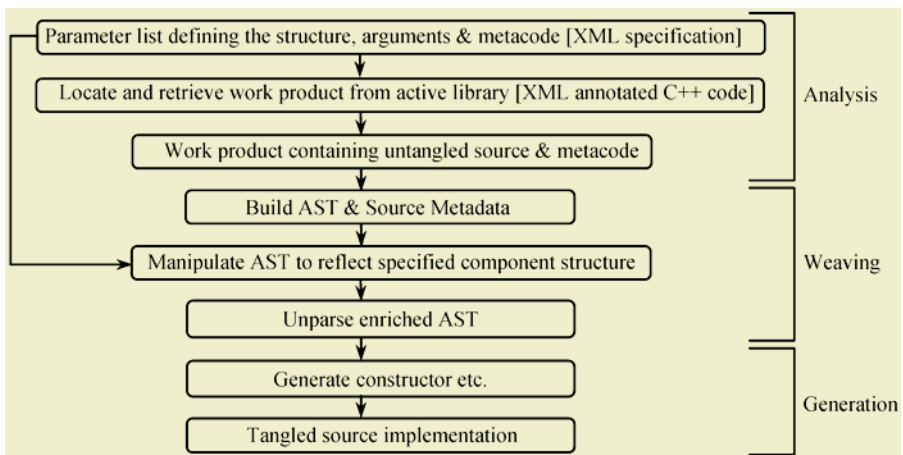 Parameter list defining the structure, arguments & metacode [XML specification]
Locate and retrieve work product from active library [XML annotated C++ code]
Analysis
Work product containing untangled source & metacode
Build AST & Source Metadata
Manipulate AST to reflect specified component structure
Weaving
Unparse enriched AST
Generate constructor etc.
Generation
Tangled source implementation